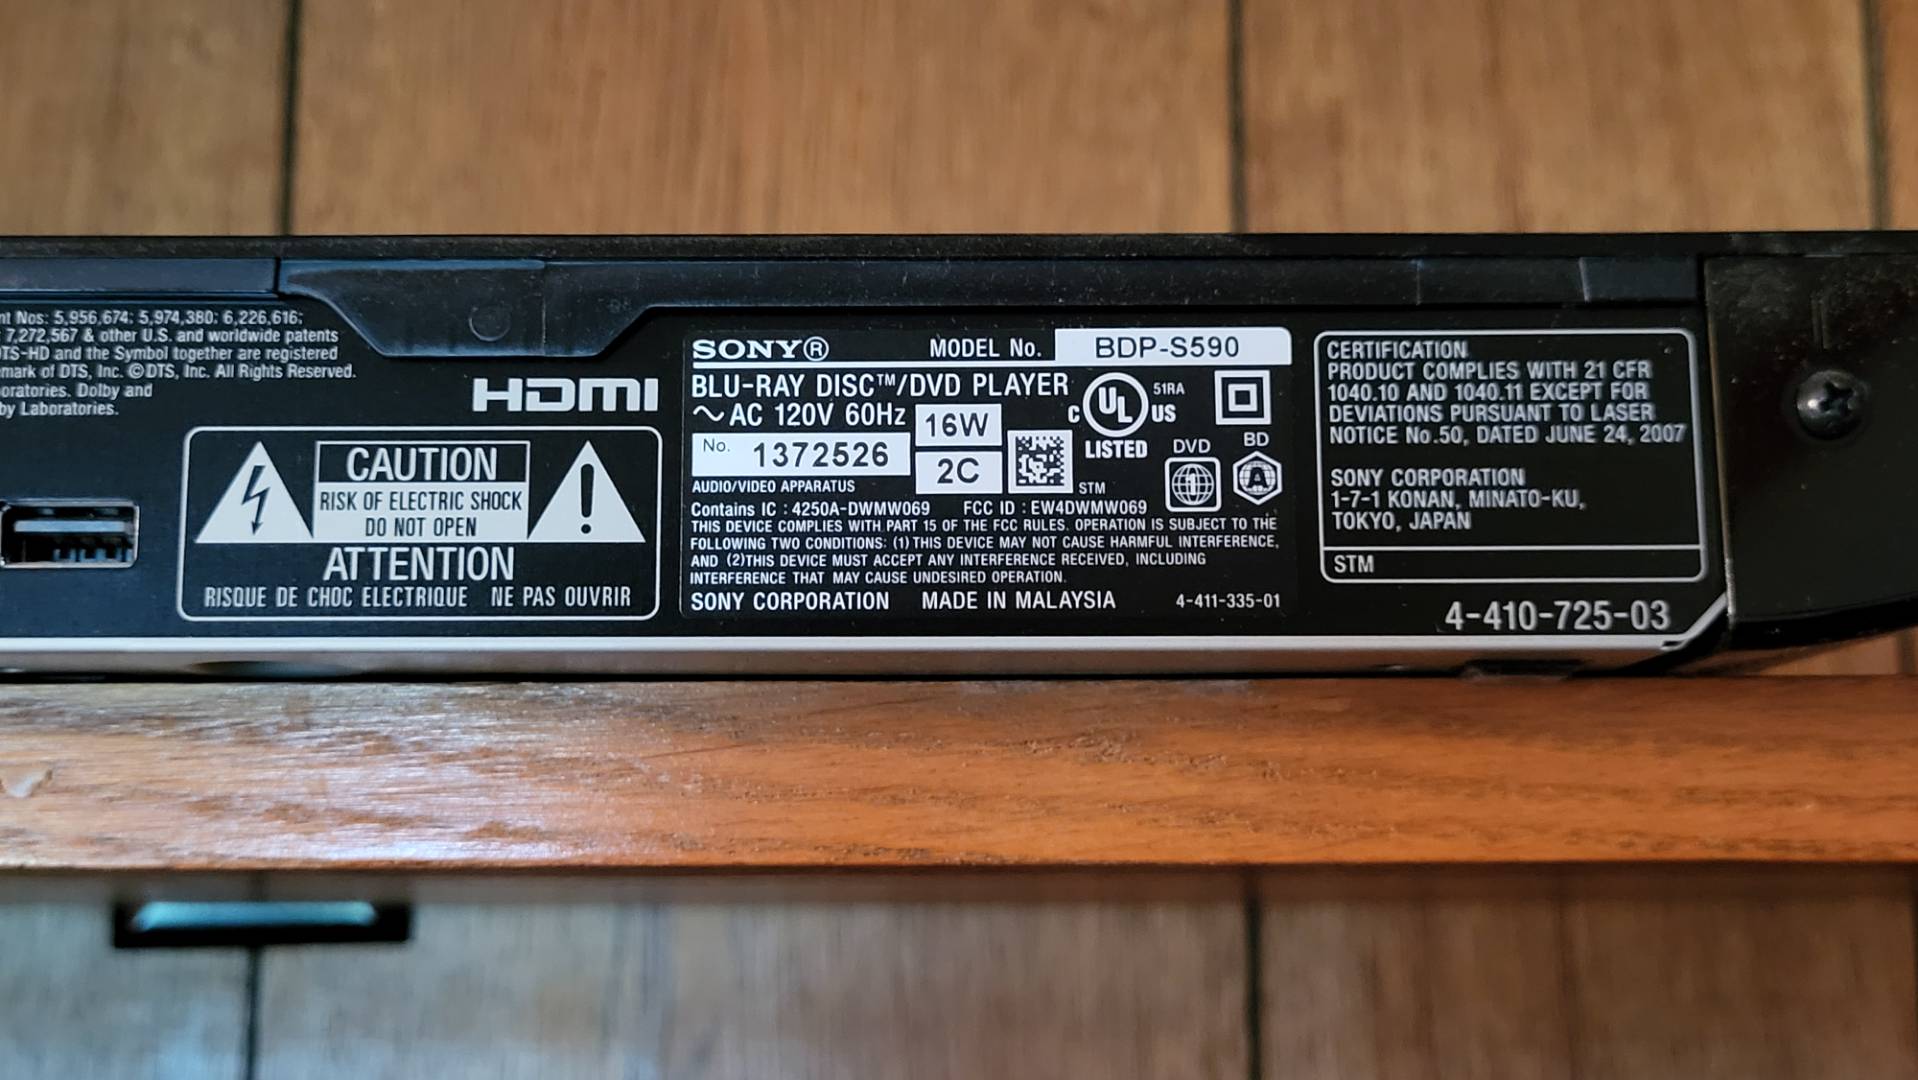 nt Nos: 5,956,674; 5,974,380; 6,226,616;
7,272,567 & other U.S. and worldwide patents
TS-HD and the Symbol together are registered
mark of DTS, Inc. ©DTS, Inc. All Rights Reserved.
oratories. Dolby and
by Laboratories.
HDMI
CAUTION
RISK OF ELECTRIC SHOCK
DO NOT OPEN
ATTENTION
RISQUE DE CHOC ELECTRIQUE NE PAS OUVRIR
SONY® MODEL No. BDP-S590
BLU-RAY DISC™/DVD PLAYER
~ AC 120V 60Hz 16W
C UL US 51RA
LISTED
No. 1372526 2C
DVD BD
AUDIO/VIDEO APPARATUS STM
Contains IC : 4250A-DWMW069 FCC ID : EW4DWMW069
THIS DEVICE COMPLIES WITH PART 15 OF THE FCC RULES. OPERATION IS SUBJECT TO THE
FOLLOWING TWO CONDITIONS: (1) THIS DEVICE MAY NOT CAUSE HARMFUL INTERFERENCE,
AND (2)THIS DEVICE MUST ACCEPT ANY INTERFERENCE RECEIVED, INCLUDING
INTERFERENCE THAT MAY CAUSE UNDESIRED OPERATION.
SONY CORPORATION MADE IN MALAYSIA 4-411-335-01
CERTIFICATION
PRODUCT COMPLIES WITH 21 CFR
1040.10 AND 1040.11 EXCEPT FOR
DEVIATIONS PURSUANT TO LASER
NOTICE No.50, DATED JUNE 24, 2007
SONY CORPORATION
1-7-1 KONAN, MINATO-KU,
TOKYO, JAPAN
STM
4-410-725-03